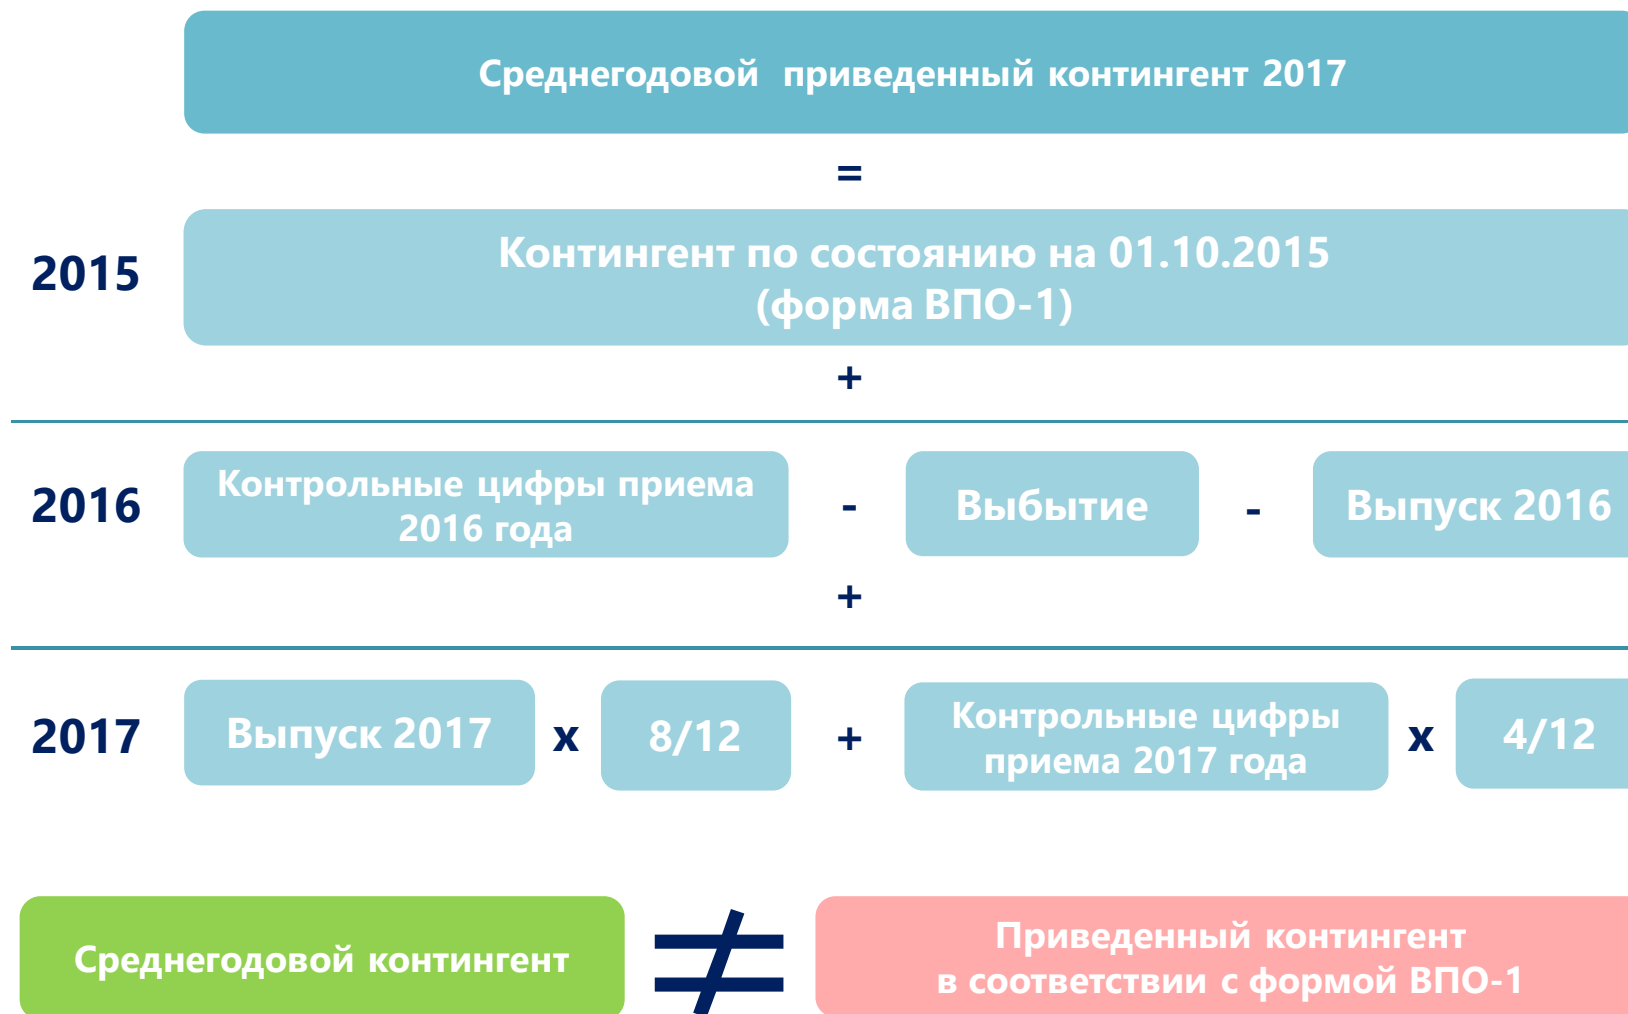 Среднегодовой приведенный контингент 2017
=
2015
Контингент по состоянию на 01.10.2015
(форма ВПО-1)
+
2016
Контрольные цифры приема
2016 года
-
Выбытие
-
Выпуск 2016
+
2017
Выпуск 2017
x
8/12
+
Контрольные цифры
приема 2017 года
x
4/12
Среднегодовой контингент
≠
Приведенный контингент
в соответствии с формой ВПО-1